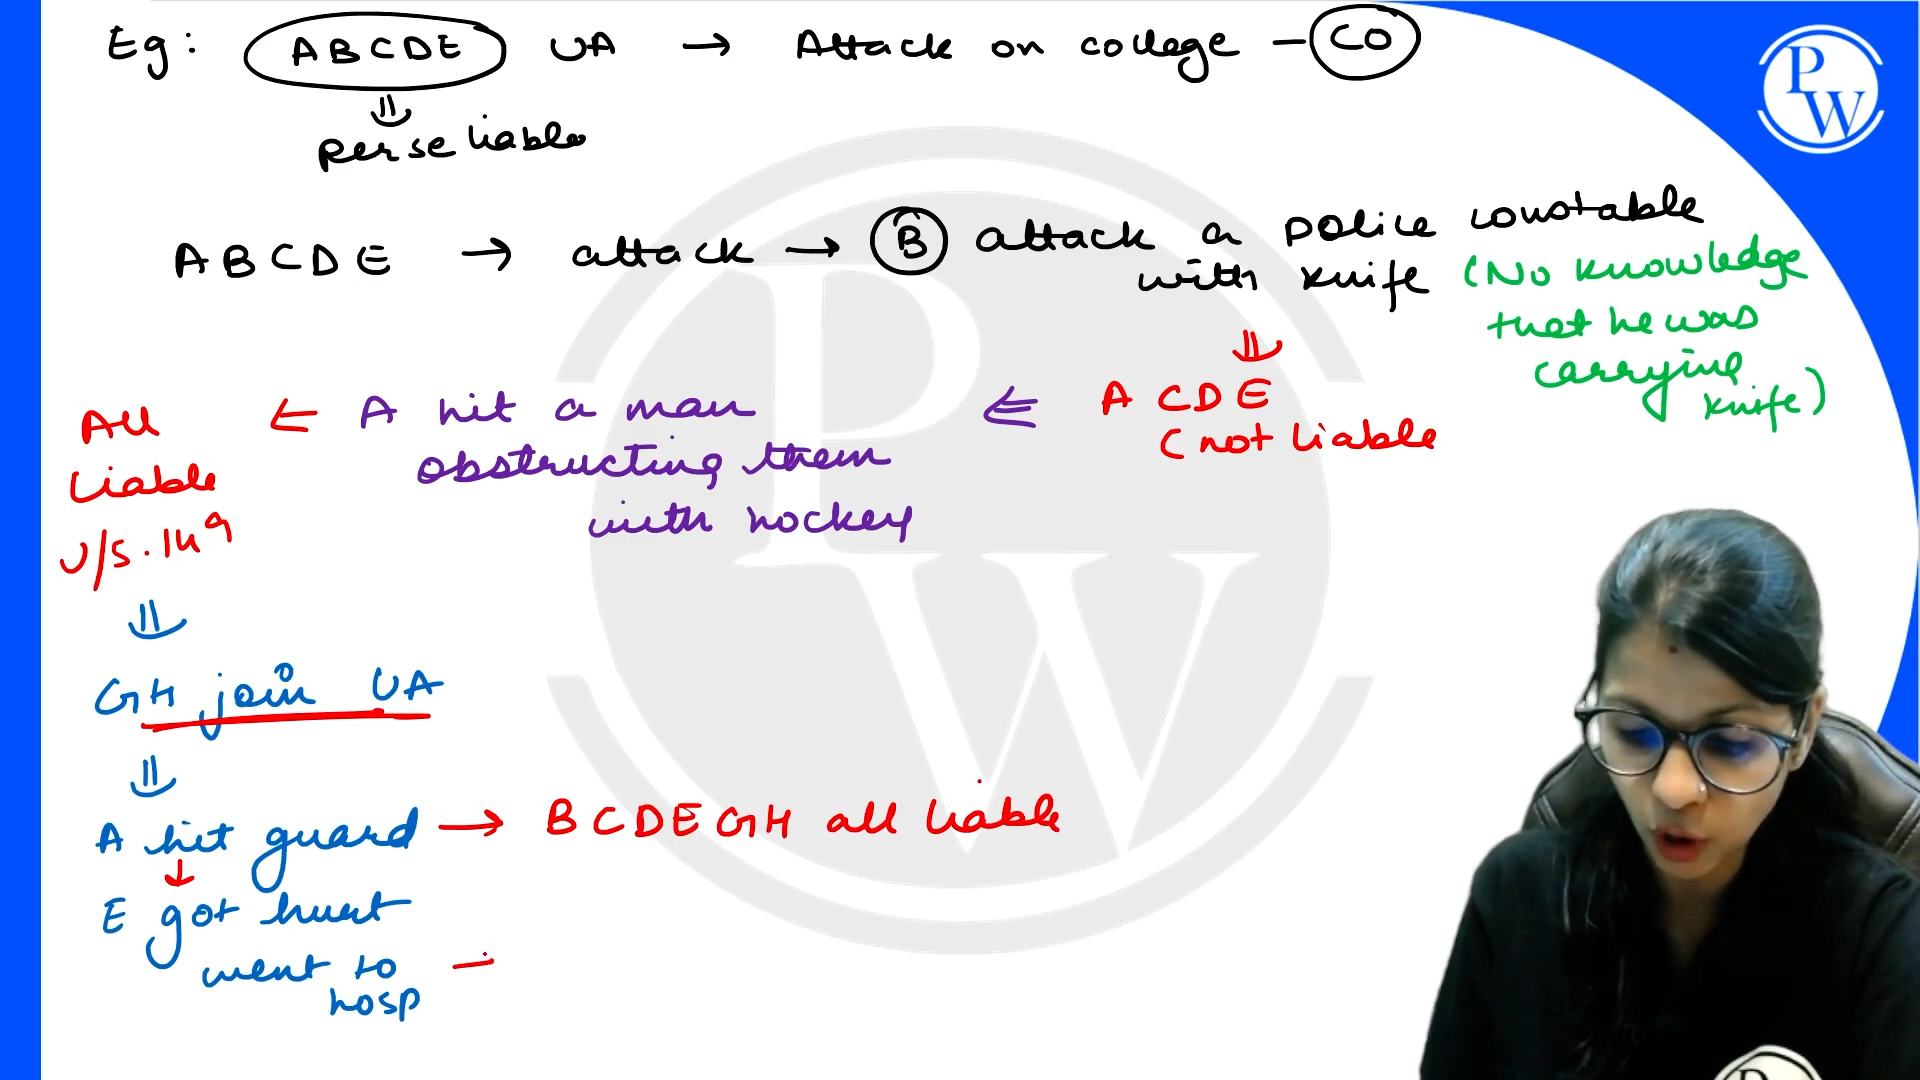 Eg: ABCDE UA → Attack on college - CO
per se liable
ABCDE → attack → B attack a police constable
with knife (No knowledge
that he was
carrying
knife)
A CDE
(not liable
A hit a man
obstructing them
with hockey
All
liable
U/S.149
GH join UA
A hit guard → BCDEGH all liable
E got hurt
went to
hosp
PW
PW